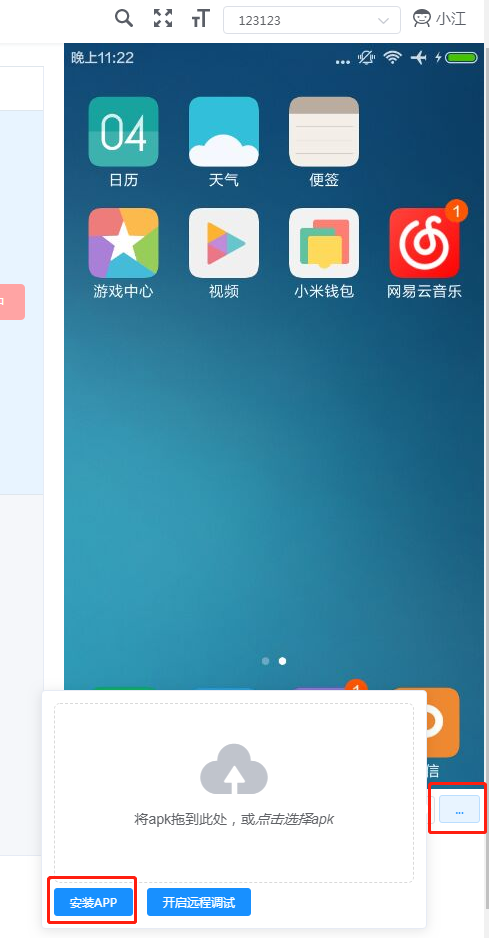 123123
小江
晚上11:22
04
日历
天气
便签
1
游戏中心
视频
小米钱包
网易云音乐
1
信
将apk拖到此处，或点击选择apk
...
安装APP
开启远程调试